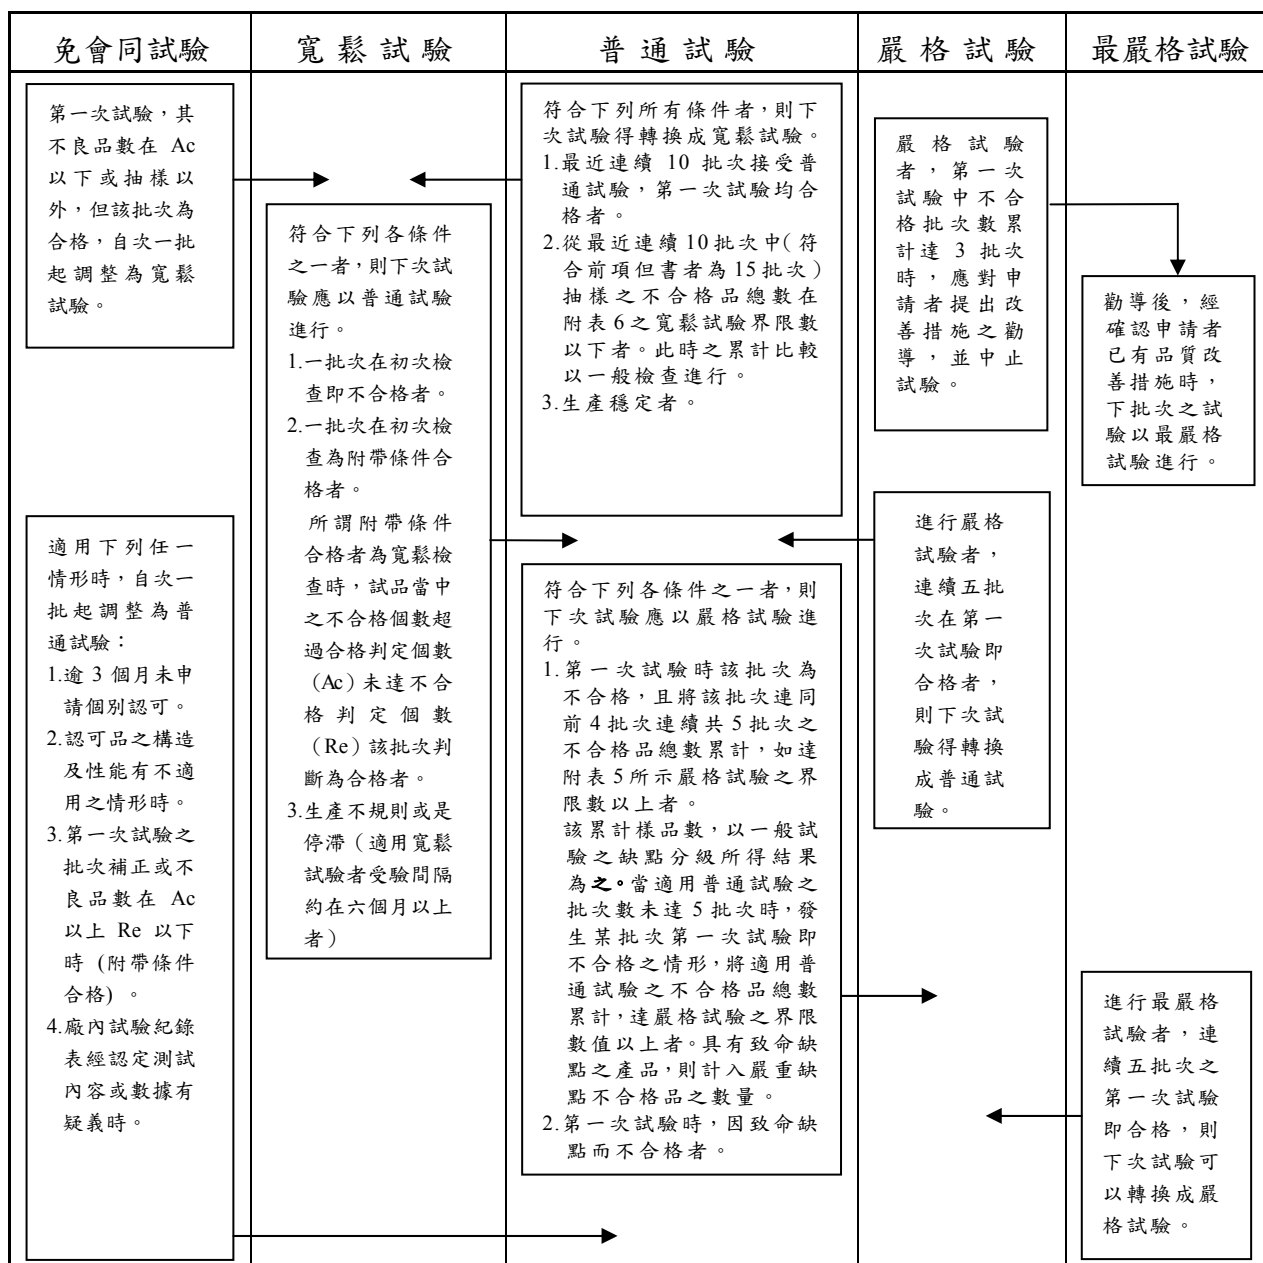 免會同試驗
寬鬆試驗
普通試驗
嚴格試驗
最嚴格試驗
第一次試驗，其
不良品數在 Ac
以下或抽樣以
外，但該批次為
合格，自次一批
起調整為寬鬆
試驗。
適用下列任一
情形時，自次一
批起調整為普
通試驗：
1.逾 3 個月未申
請個別認可。
2.認可品之構造
及性能有不適
用之情形時。
3.第一次試驗之
批次補正或不
良品數在 Ac
以上 Re 以下
時 (附帶條件
合格) 。
4.廠內試驗紀錄
表經認定測試
內容或數據有
疑義時。
符合下列各條件
之一者，則下次試
驗應以普通試驗
進行。
1.一批次在初次檢
查即不合格者。
2.一批次在初次檢
查為附帶條件合
格者。
所謂附帶條件
合格者為寬鬆檢
查時，試品當中
之不合格個數超
過合格判定個數
（Ac）未達不合
格判定個數
（Re）該批次判
斷為合格者。
3.生產不規則或是
停滯（適用寬鬆
試驗者受驗間隔
約在六個月以上
者）
符合下列所有條件者，則下
次試驗得轉換成寬鬆試驗。
1.最近連續 10 批次接受普
通試驗，第一次試驗均合
格者。
2.從最近連續10批次中（符
合前項但書者為15批次）
抽樣之不合格品總數在
附表 6之寬鬆試驗界限數
以下者。此時之累計比較
以一般檢查進行。
3.生產穩定者。
符合下列各條件之一者，則
下次試驗應以嚴格試驗進
行。
1.第一次試驗時該批次為
不合格，且將該批次連同
前4批次連續共5批次之
不合格品總數累計，如達
附表5所示嚴格試驗之界
限數以上者。
該累計樣品數，以一般試
驗之缺點分級所得結果
為之。當適用普通試驗之
批次數未達 5 批次時，發
生某批次第一次試驗即
不合格之情形，將適用普
通試驗之不合格品總數
累計，達嚴格試驗之界限
數值以上者。具有致命缺
點之產品，則計入嚴重缺
點不合格品之數量。
2.第一次試驗時，因致命缺
點而不合格者。
嚴格試驗
者，第一次
試驗中不合
格批次數累
計達 3 批次
時，應對申
請者提出改
善措施之勸
導，並中止
試驗。
進行嚴格
試驗者，
連續五批
次在第一
次試驗即
合格者，
則下次試
驗得轉換
成普通試
驗。
勸導後，經
確認申請者
已有品質改
善措施時，
下批次之試
驗以最嚴格
試驗進行。
進行最嚴格
試驗者，連
續五批次之
第一次試驗
即合格，則
下次試驗可
以轉換成嚴
格試驗。